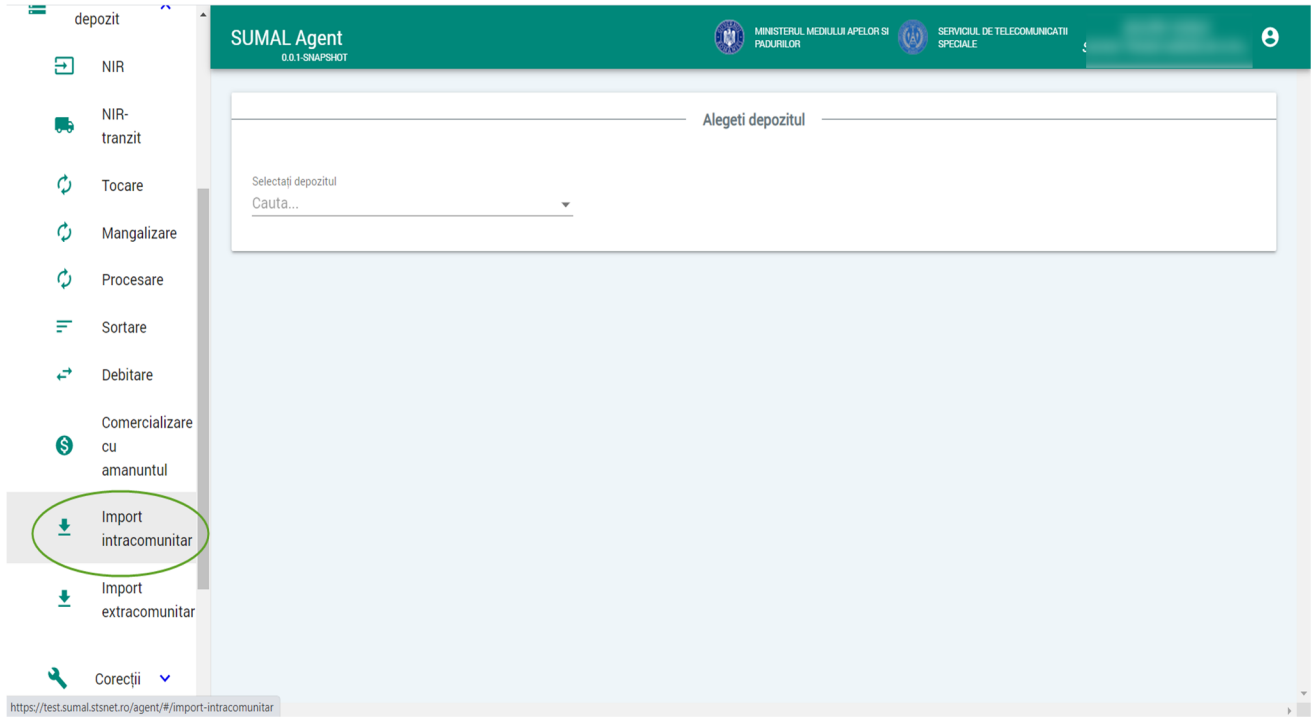 depozit
NIR
NIR-
tranzit
Tocare
Mangalizare
Procesare
Sortare
Debitare
Comercializare
cu
amanuntul
Import
intracomunitar
Import
extracomunitar
Corecții
https://test.sumal.stsnet.ro/agent/#/import-intracomunitar
SUMAL Agent
0.0.1-SNAPSHOT
MINISTERUL MEDIULUI APELOR SI
PADURILOR
SERVICIUL DE TELECOMUNICATII
SPECIALE
Alegeti depozitul
Selectați depozitul
Cauta...